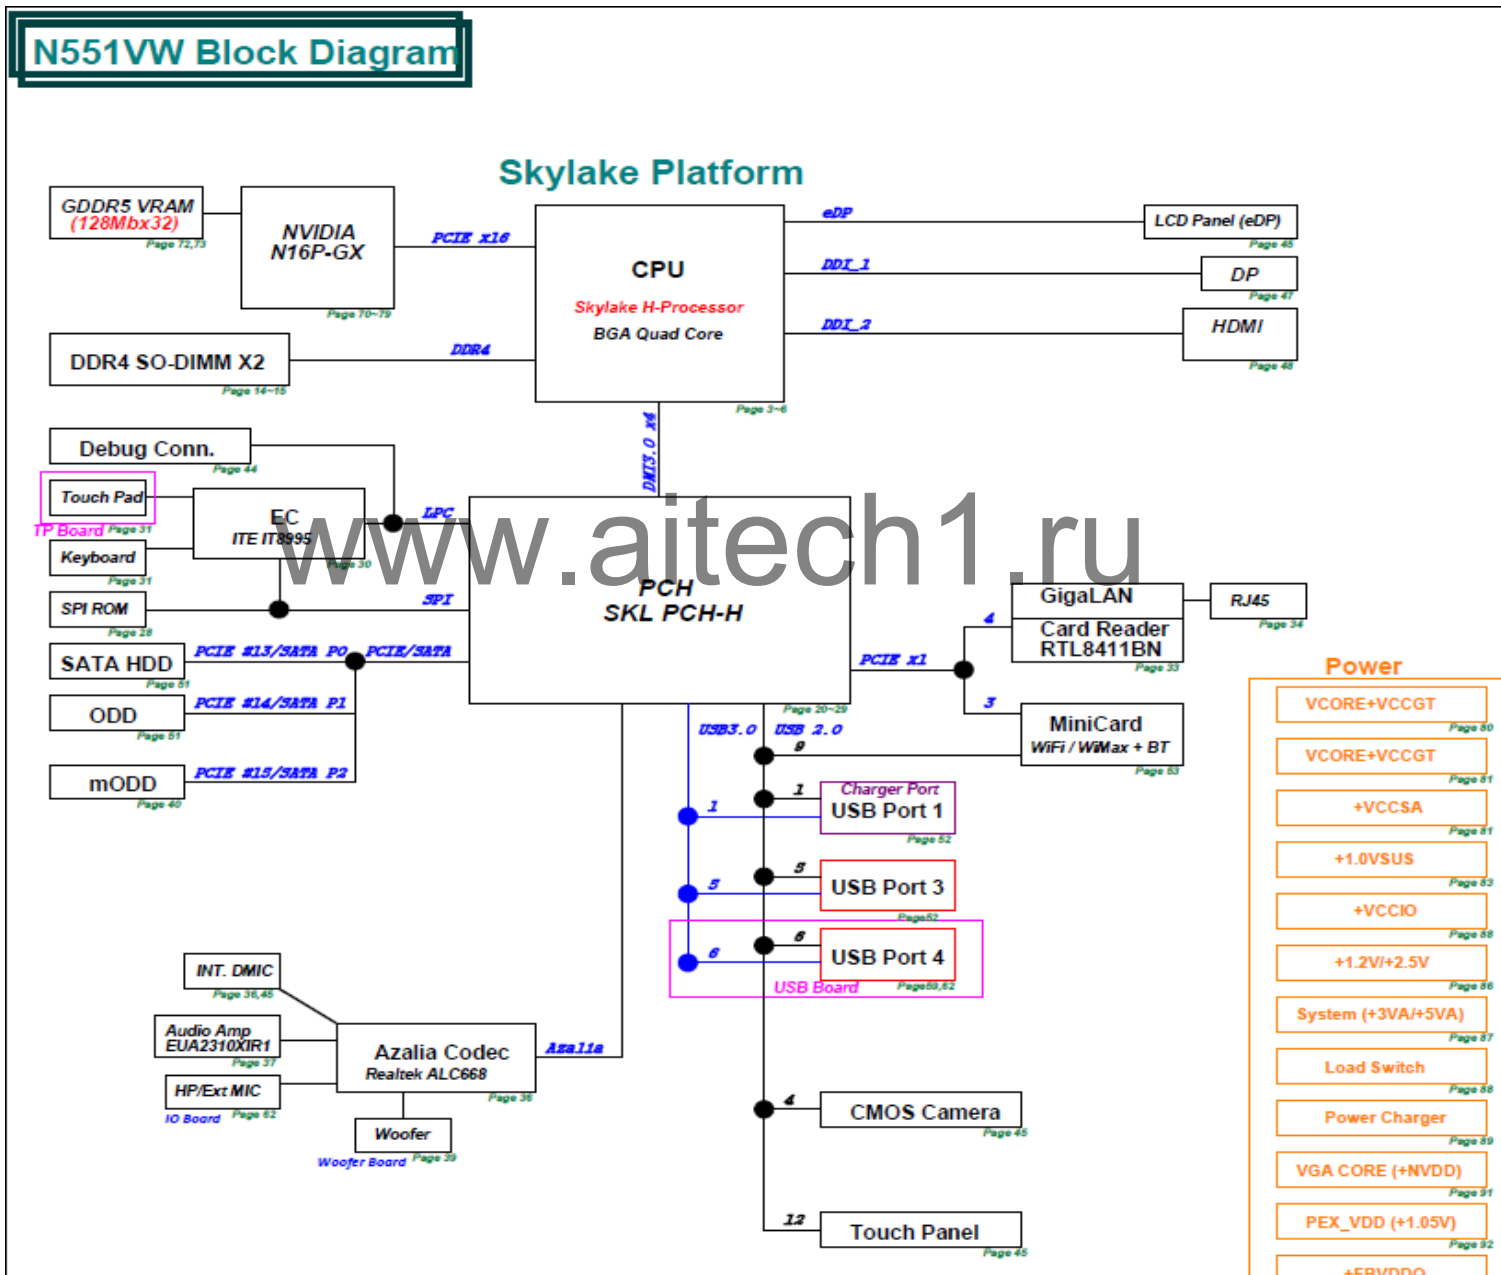 N551VW Block Diagram
Skylake Platform
GDDR5 VRAM
(128Mbx32)
Page 72,73
NVIDIA
N16P-GX
Page 70~79
PCIE x16
CPU
Skylake H-Processor
BGA Quad Core
Page 3~6
eDP
LCD Panel (eDP)
Page 45
DDI_1
DP
Page 47
DDI_2
HDMI
Page 48
DDR4 SO-DIMM X2
Page 14~15
DDR4
DMI3.0 x4
Debug Conn.
Page 44
Touch Pad
TP Board Page 31
EC
ITE IT8995
Page 30
LPC
Keyboard
Page 31
SPI ROM
Page 28
SPI
www.aitech1.ru
PCH
SKL PCH-H
Page 20~29
SATA HDD
Page 51
PCIE #13/SATA P0
PCIE/SATA
ODD
Page 51
PCIE #14/SATA P1
mODD
Page 40
PCIE #15/SATA P2
PCIE x1
4
GigaLAN
Card Reader
RTL8411BN
Page 33
RJ45
Page 34
3
MiniCard
WiFi / WiMax + BT
Page 53
USB3.0
USB 2.0
9
1
1
Charger Port
USB Port 1
Page 52
5
5
USB Port 3
Page52
6
6
USB Port 4
USB Board
Page59,62
INT. DMIC
Page 36,45
Audio Amp
EUA2310XIR1
Page 37
HP/Ext MIC
IO Board Page 62
Azalia Codec
Realtek ALC668
Page 36
Azalia
Woofer
Woofer Board Page 39
4
CMOS Camera
Page 45
12
Touch Panel
Page 45
Power
VCORE+VCCGT
Page 80
VCORE+VCCGT
Page 81
+VCCSA
Page 81
+1.0VSUS
Page 83
+VCCIO
Page 88
+1.2V/+2.5V
Page 86
System (+3VA/+5VA)
Page 87
Load Switch
Page 88
Power Charger
Page 89
VGA CORE (+NVDD)
Page 91
PEX_VDD (+1.05V)
Page 92
+FBVDDQ